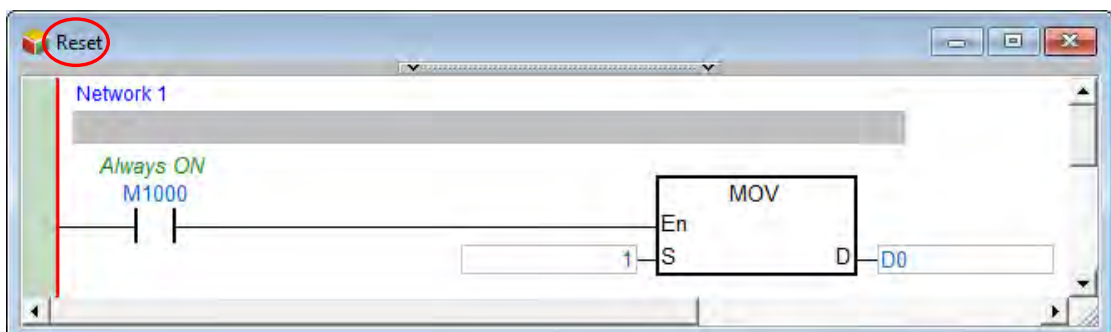 Reset
Network 1
Always ON
M1000
MOV
En
1 S D D0